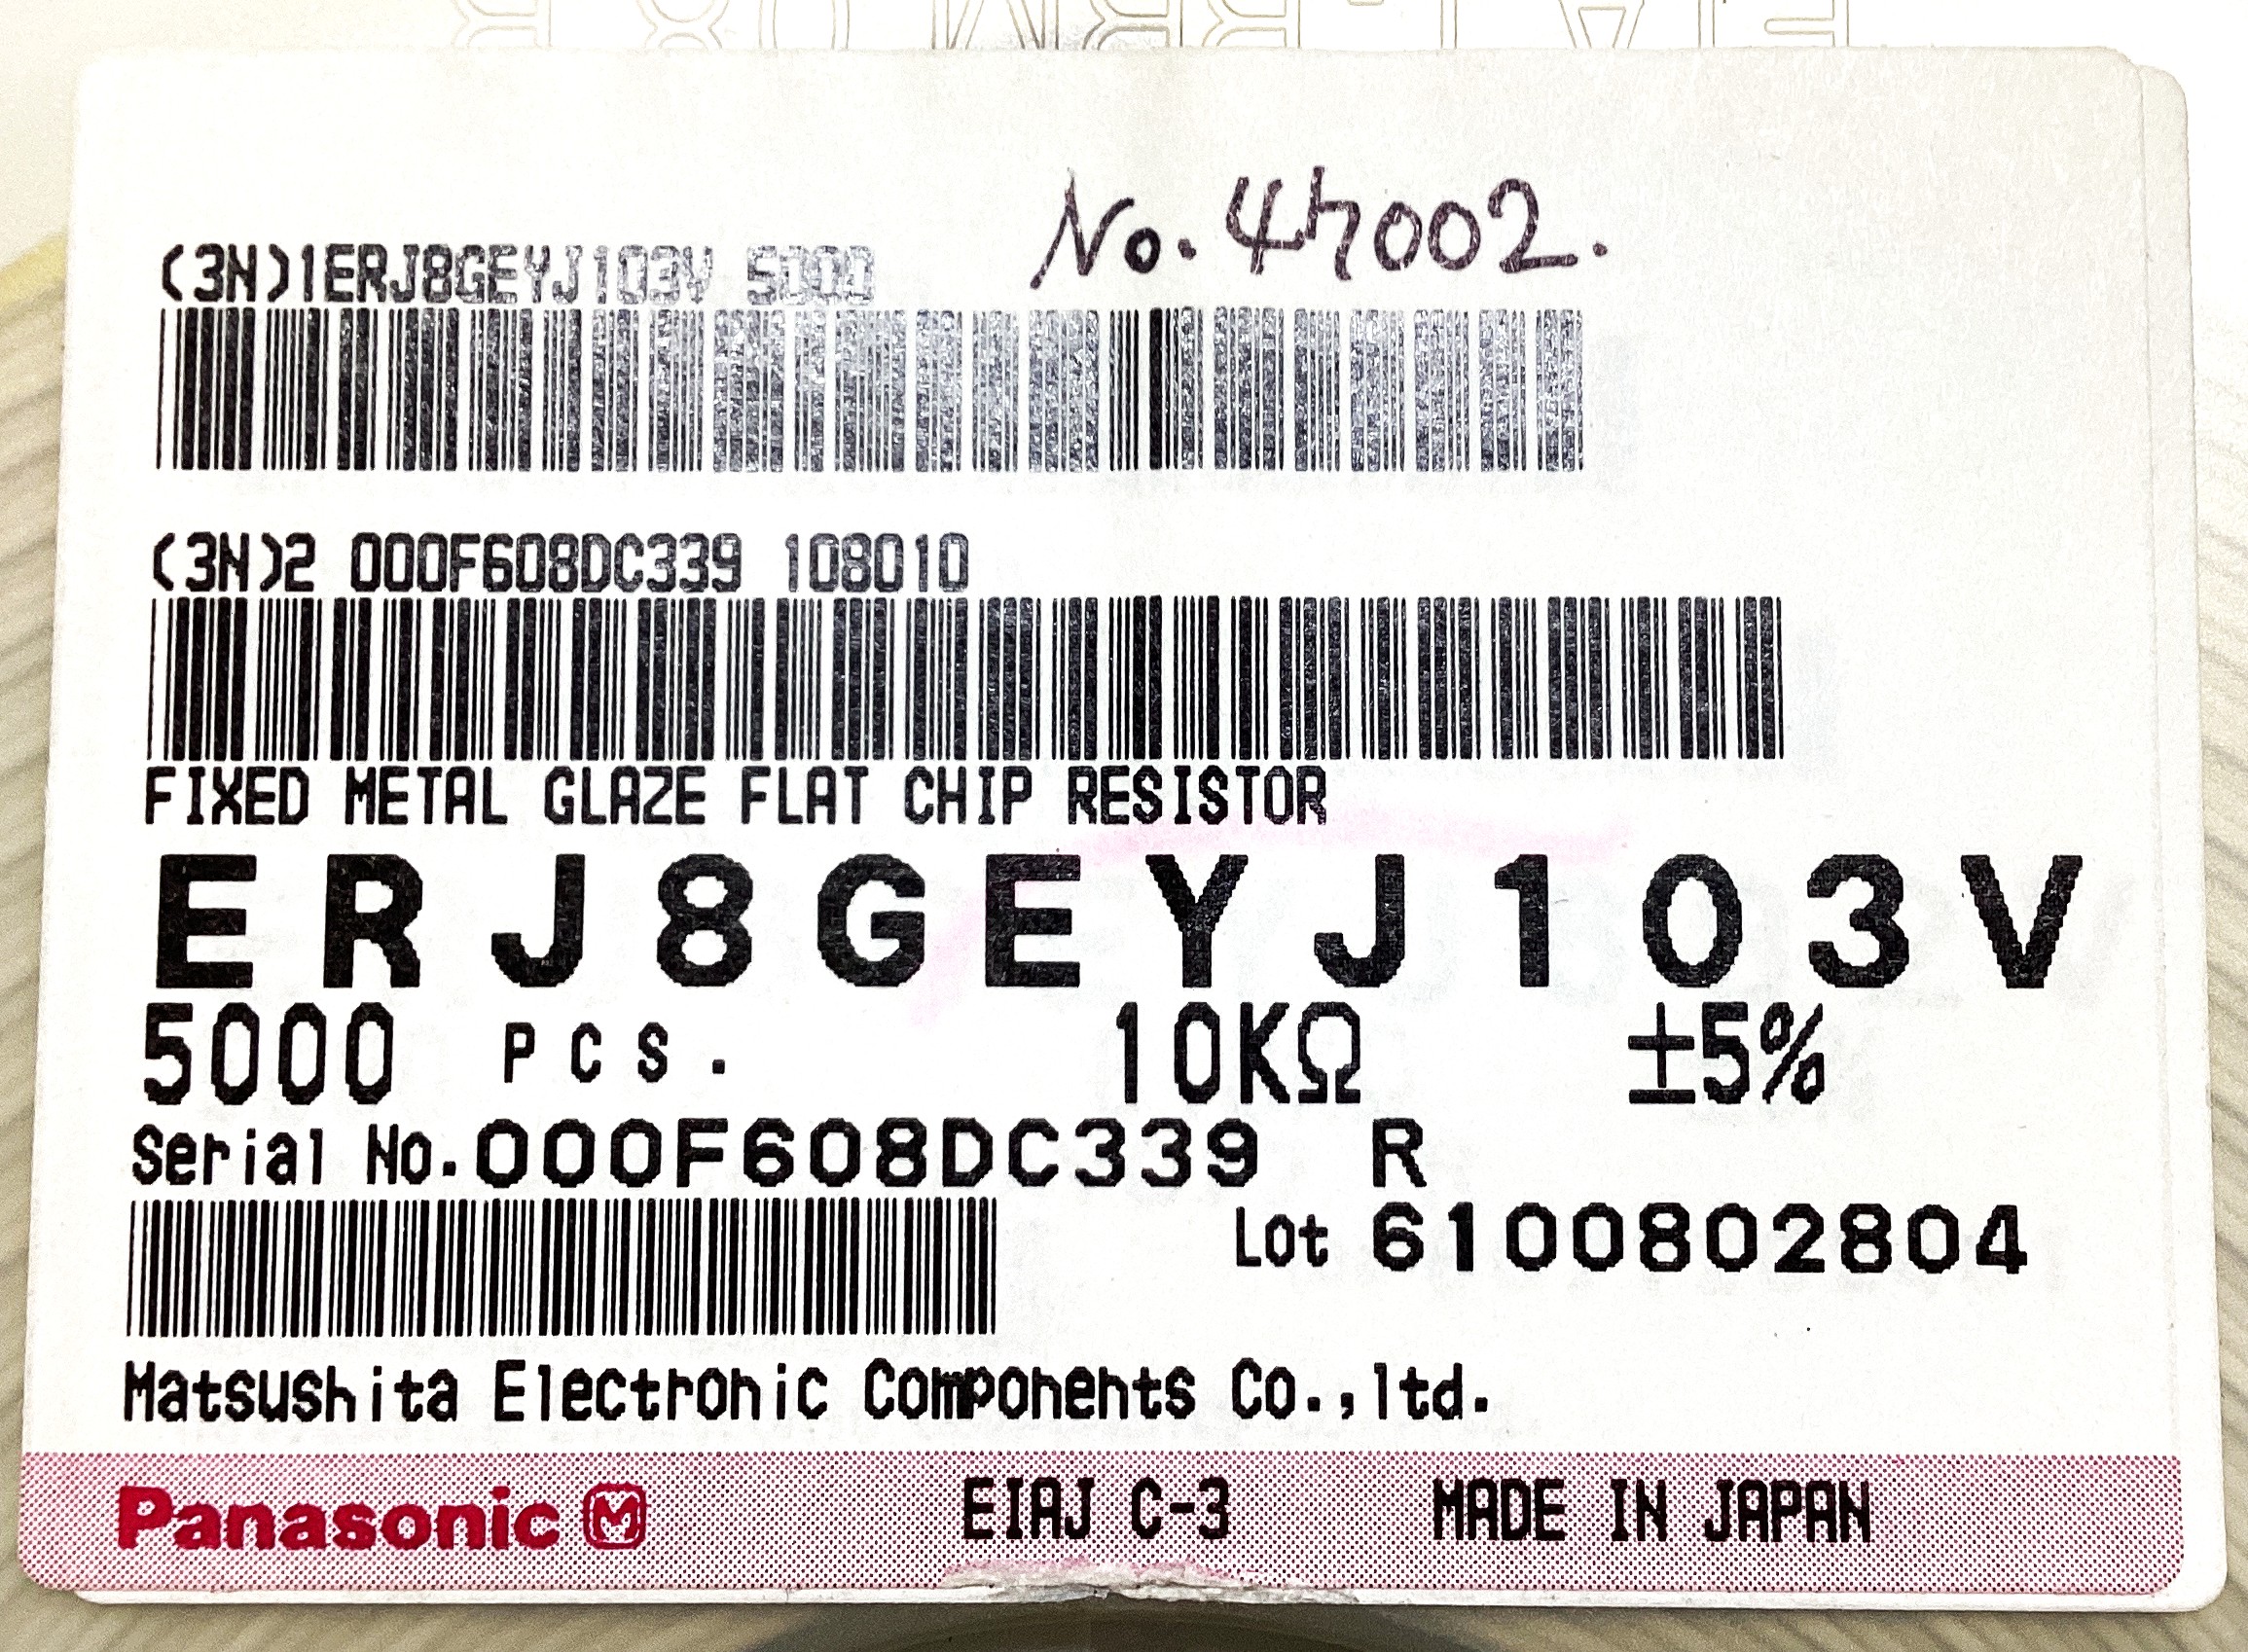 No. 47002.
(3N)1ERJ8GEYJ103V 5000
(3N)2 000F608DC339 108010
FIXED METAL GLAZE FLAT CHIP RESISTOR
ERJ8GEYJ103V
5000 PCS. 10KΩ ±5%
Serial No.000F608DC339 R
Lot 6100802804
Matsushita Electronic Components Co.,ltd.
Panasonic M EIAJ C-3 MADE IN JAPAN